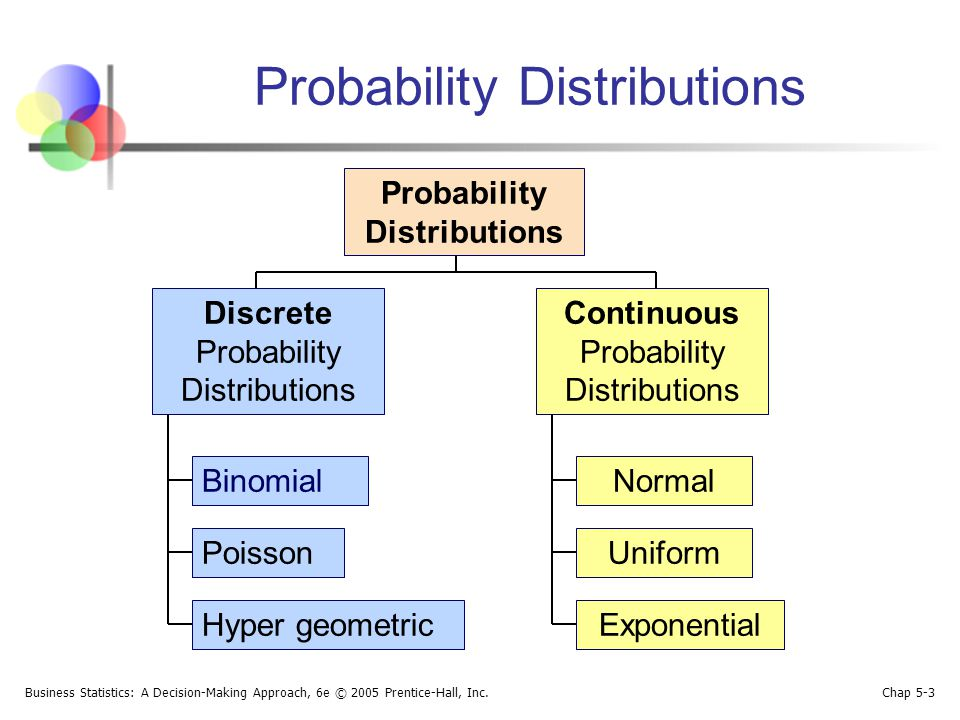 Probability Distributions
Probability
Distributions
Discrete
Probability
Distributions
Continuous
Probability
Distributions
Binomial
Normal
Poisson
Uniform
Hyper geometric
Exponential
Business Statistics: A Decision-Making Approach, 6e © 2005 Prentice-Hall, Inc.
Chap 5-3